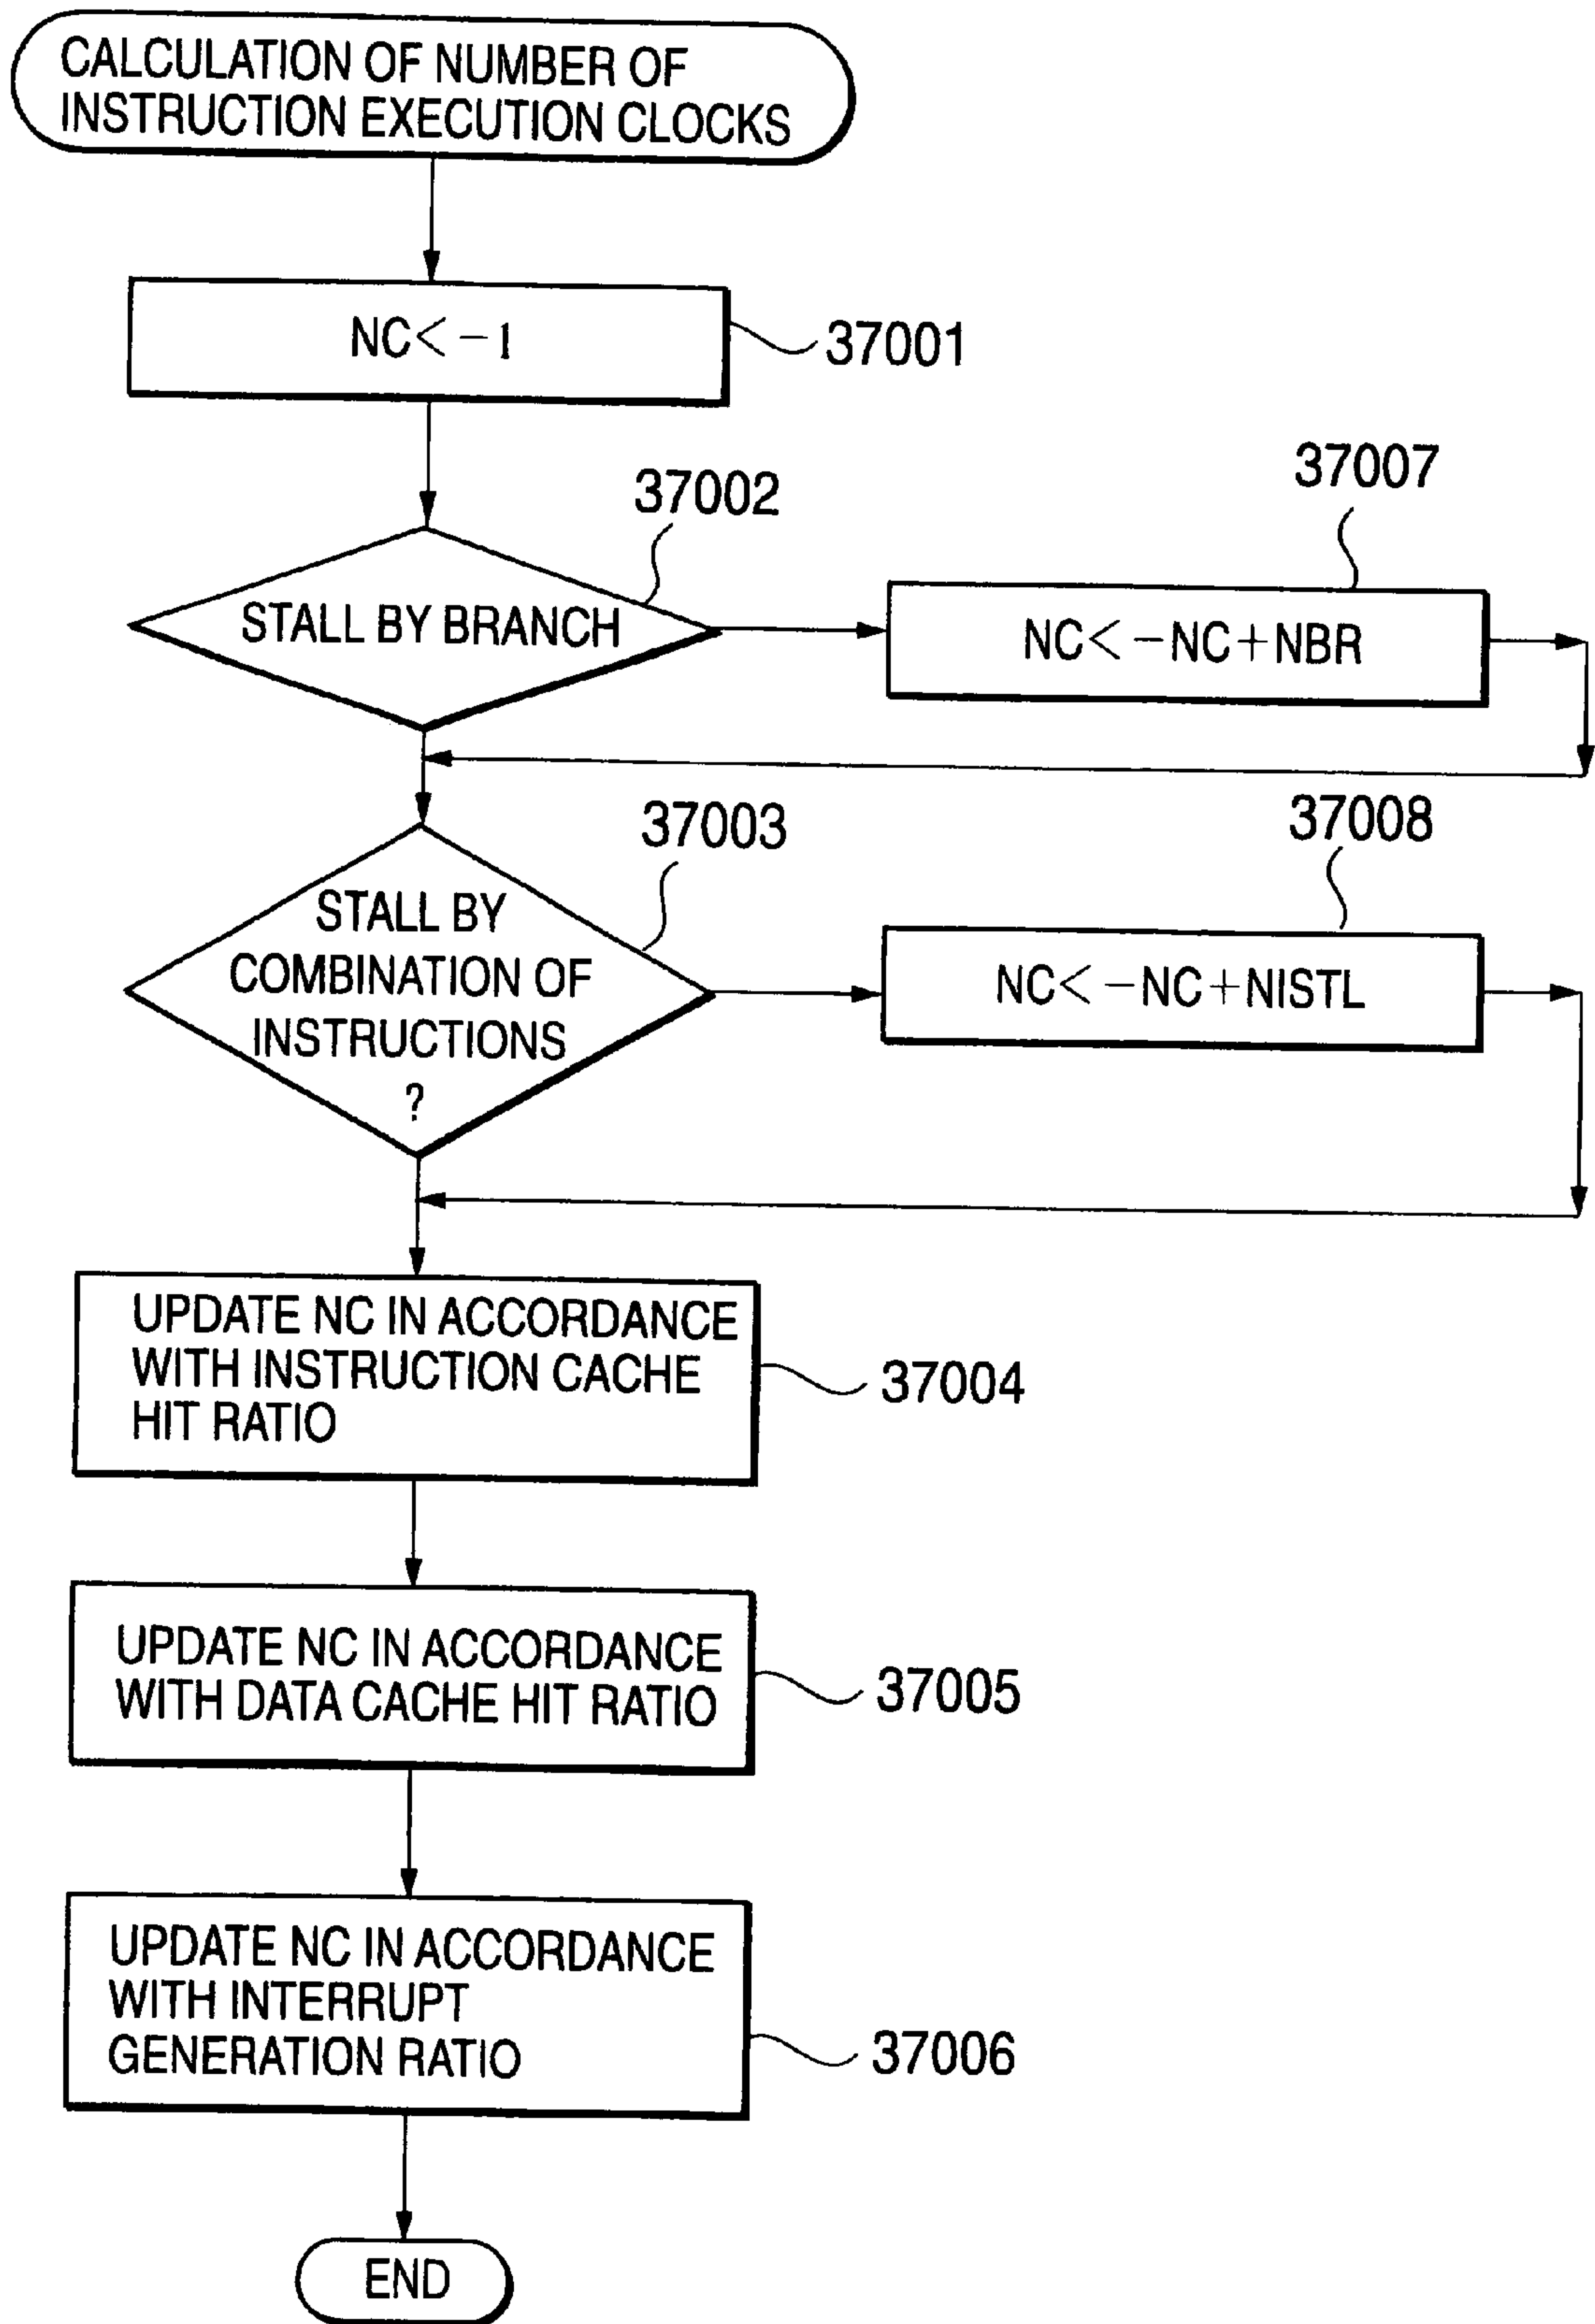 CALCULATION OF NUMBER OF
INSTRUCTION EXECUTION CLOCKS
NC<-1
37001
37002
STALL BY BRANCH
37007
NC<-NC+NBR
37003
STALL BY
COMBINATION OF
INSTRUCTIONS
?
37008
NC<-NC+NISTL
UPDATE NC IN ACCORDANCE
WITH INSTRUCTION CACHE
HIT RATIO
37004
UPDATE NC IN ACCORDANCE
WITH DATA CACHE HIT RATIO
37005
UPDATE NC IN ACCORDANCE
WITH INTERRUPT
GENERATION RATIO
37006
END